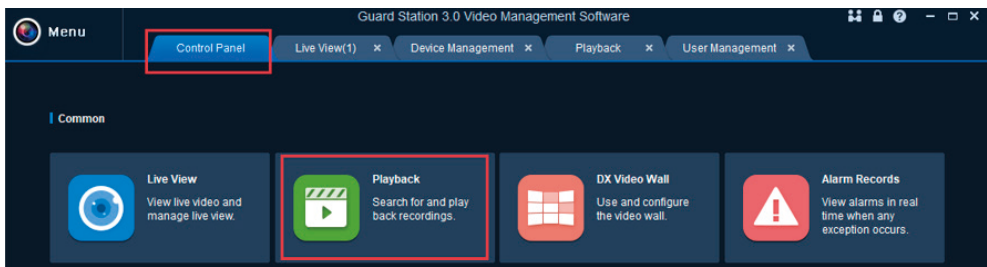 Guard Station 3.0 Video Management Software
Menu
Control Panel
Live View(1) ×
Device Management ×
Playback ×
User Management ×
Common
Live View
View live video and
manage live view.
Playback
Search for and play
back recordings.
DX Video Wall
Use and configure
the video wall.
Alarm Records
View alarms in real
time when any
exception occurs.